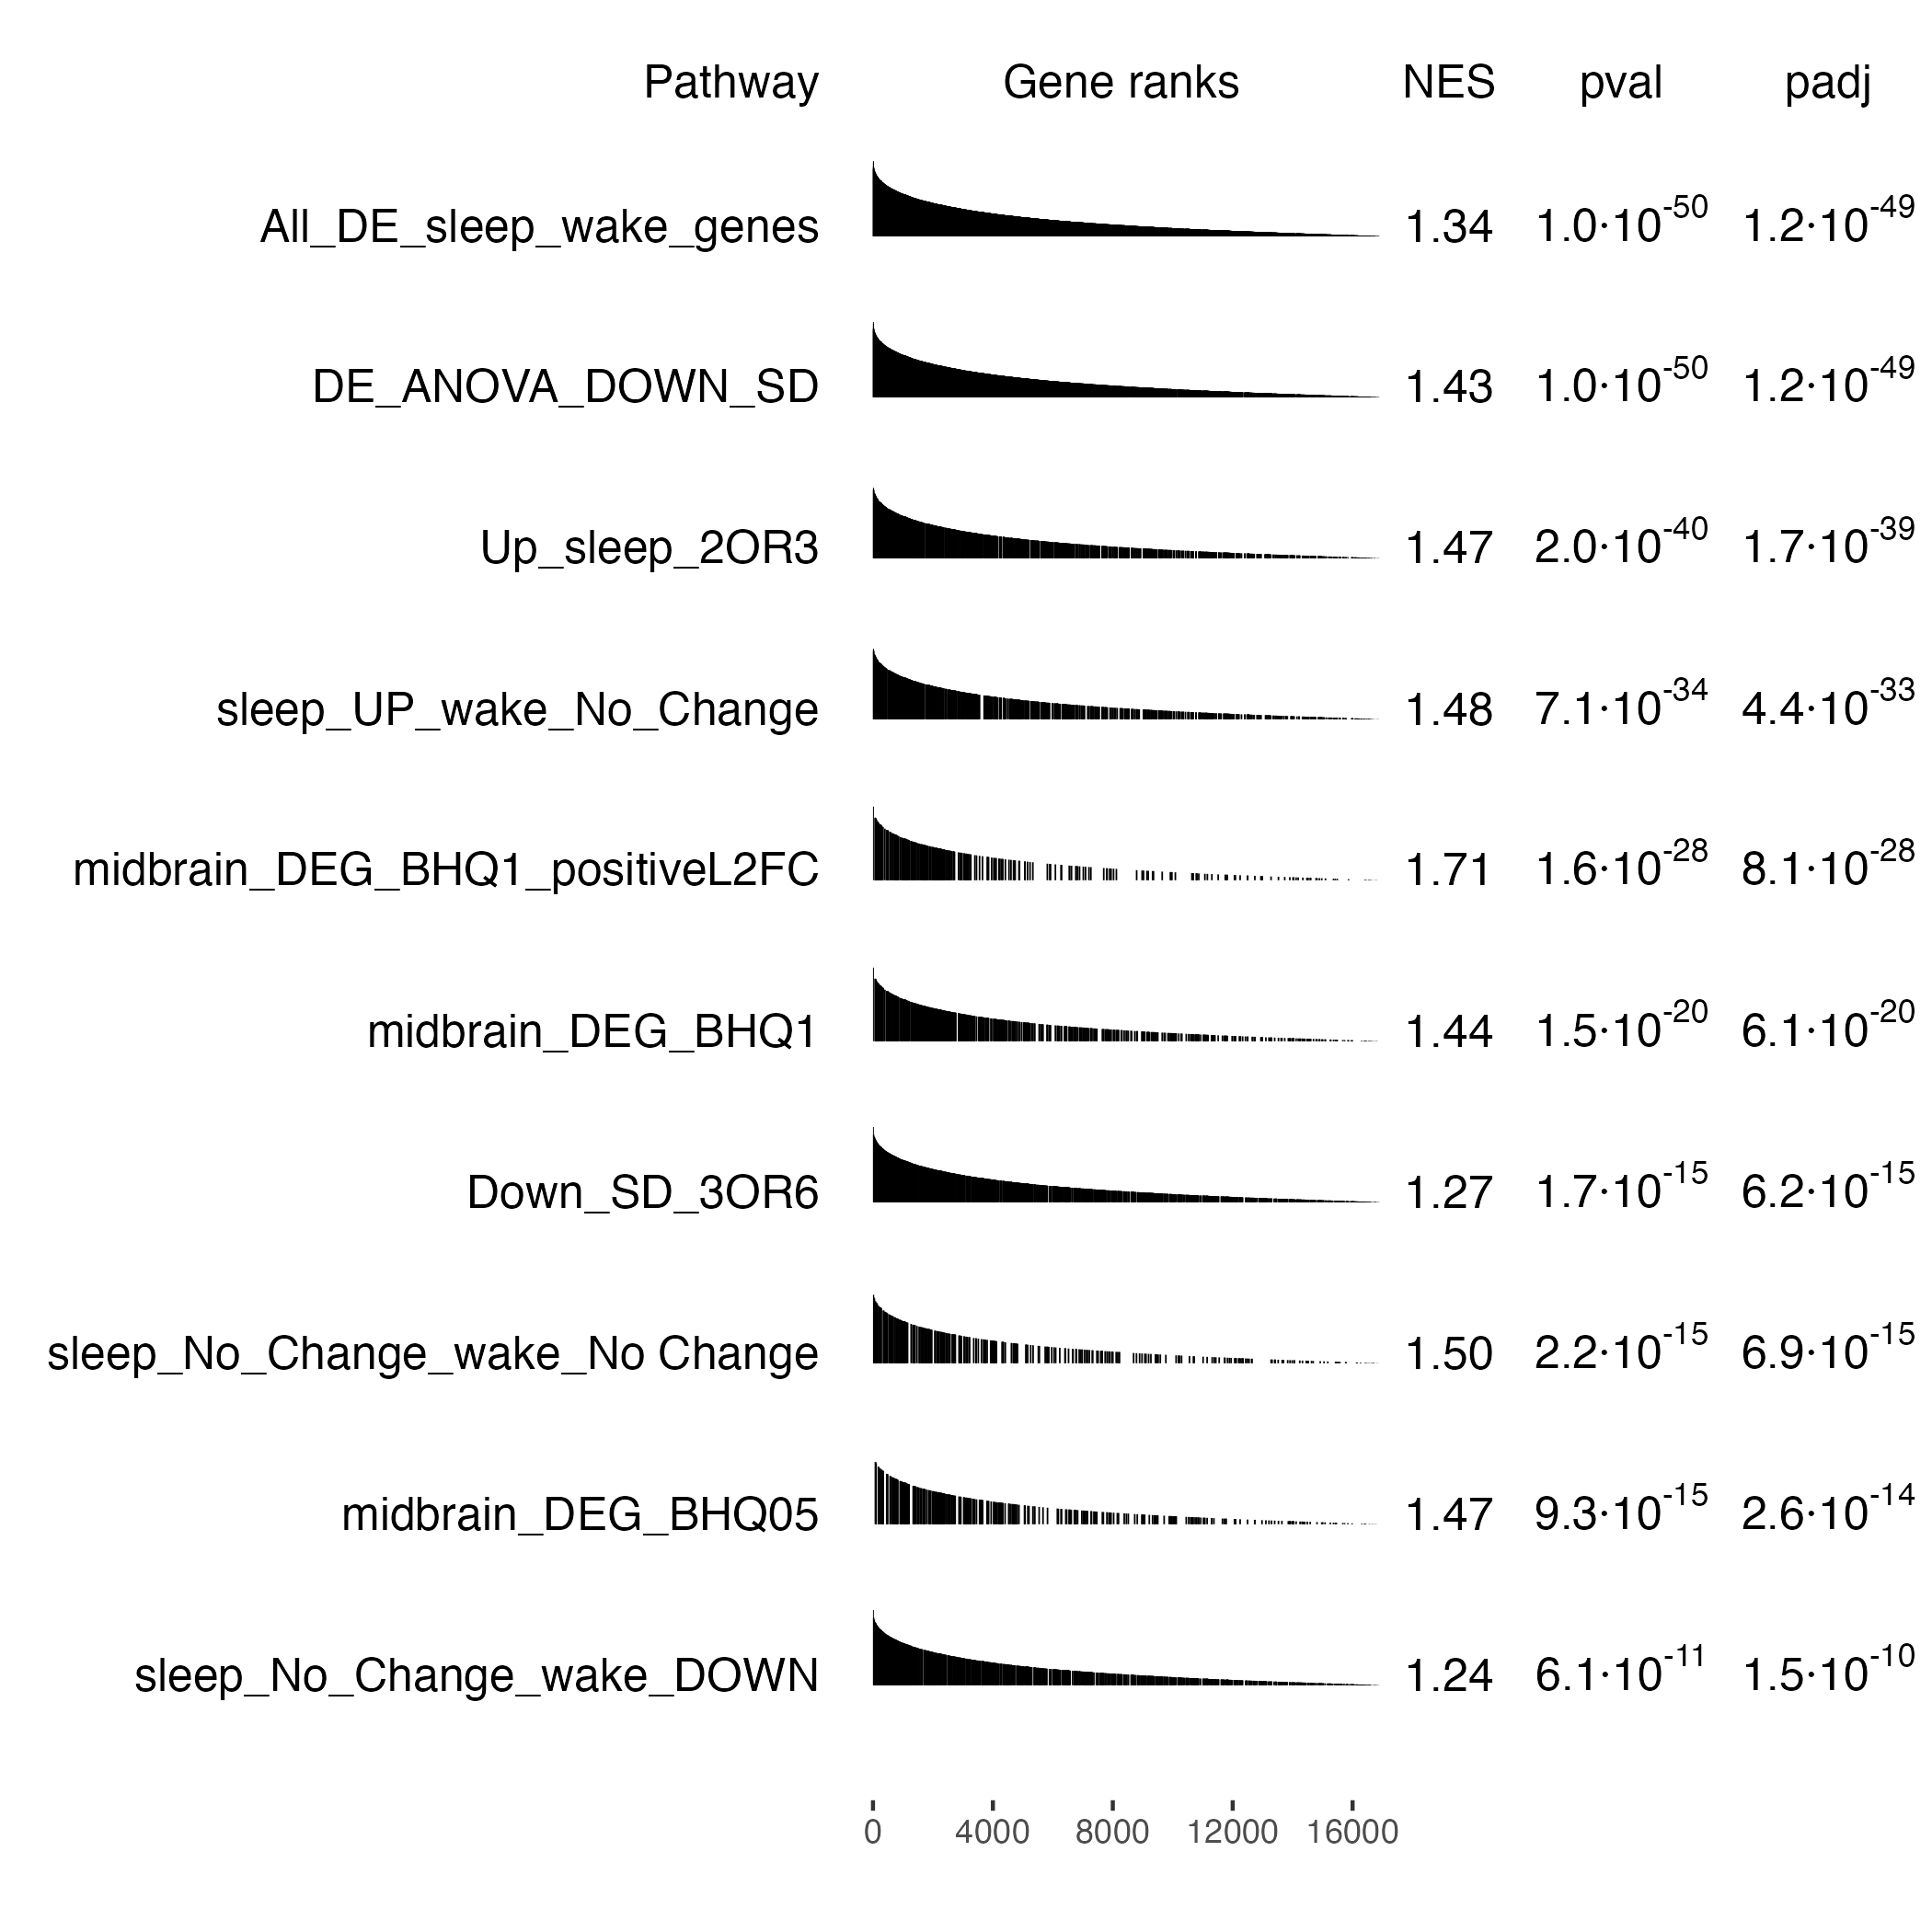 Pathway Gene ranks NES pval padj
All_DE_sleep_wake_genes 1.34 1.0·10^-50 1.2·10^-49
DE_ANOVA_DOWN_SD 1.43 1.0·10^-50 1.2·10^-49
Up_sleep_2OR3 1.47 2.0·10^-40 1.7·10^-39
sleep_UP_wake_No_Change 1.48 7.1·10^-34 4.4·10^-33
midbrain_DEG_BHQ1_positiveL2FC 1.71 1.6·10^-28 8.1·10^-28
midbrain_DEG_BHQ1 1.44 1.5·10^-20 6.1·10^-20
Down_SD_3OR6 1.27 1.7·10^-15 6.2·10^-15
sleep_No_Change_wake_No Change 1.50 2.2·10^-15 6.9·10^-15
midbrain_DEG_BHQ05 1.47 9.3·10^-15 2.6·10^-14
sleep_No_Change_wake_DOWN 1.24 6.1·10^-11 1.5·10^-10
0 4000 8000 12000 16000